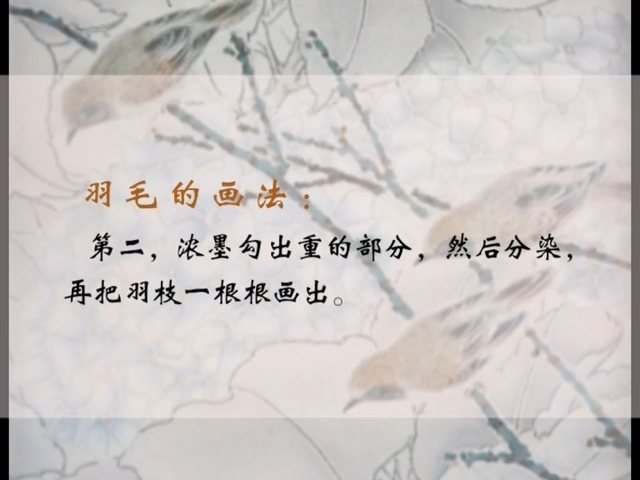 羽毛的画法：
第二，浓墨勾出重的部分，然后分染，
再把羽枝一根根画出。